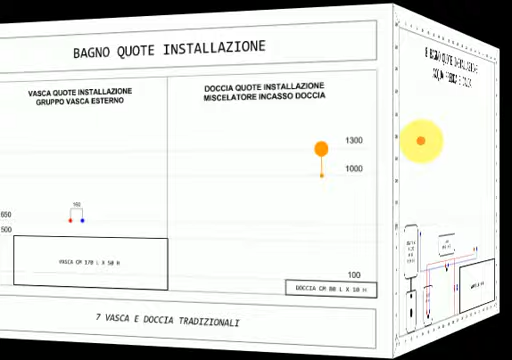 BAGNO QUOTE INSTALLAZIONE
VASCA QUOTE INSTALLAZIONE
GRUPPO VASCA ESTERNO
DOCCIA QUOTE INSTALLAZIONE
MISCELATORE INCASSO DOCCIA
1300
1000
650
500
VASCA CM 170 L X 50 H
100
DOCCIA CM 80 L X 10 H
7 VASCA E DOCCIA TRADIZIONALI